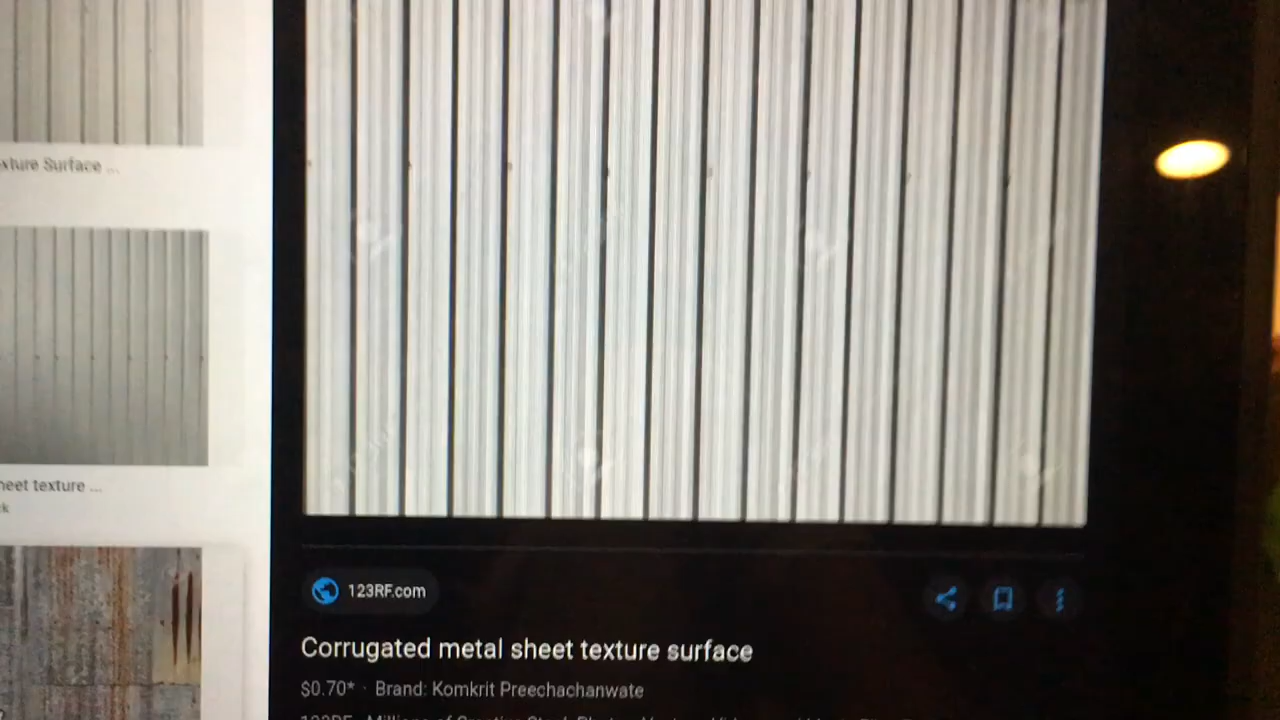 xture Surface ...
heet texture ...
k
123RF.com
Corrugated metal sheet texture surface
$0.70* · Brand: Komkrit Preechachanwate